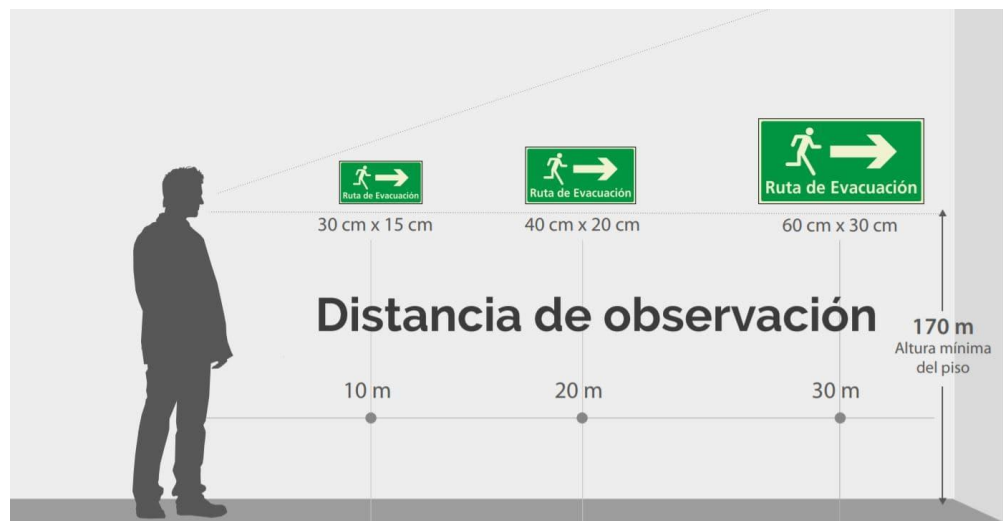 Ruta de Evacuación
Ruta de Evacuación
Ruta de Evacuación
30 cm x 15 cm
40 cm x 20 cm
60 cm x 30 cm
Distancia de observación
170 m
Altura mínima
del piso
10 m
20 m
30 m